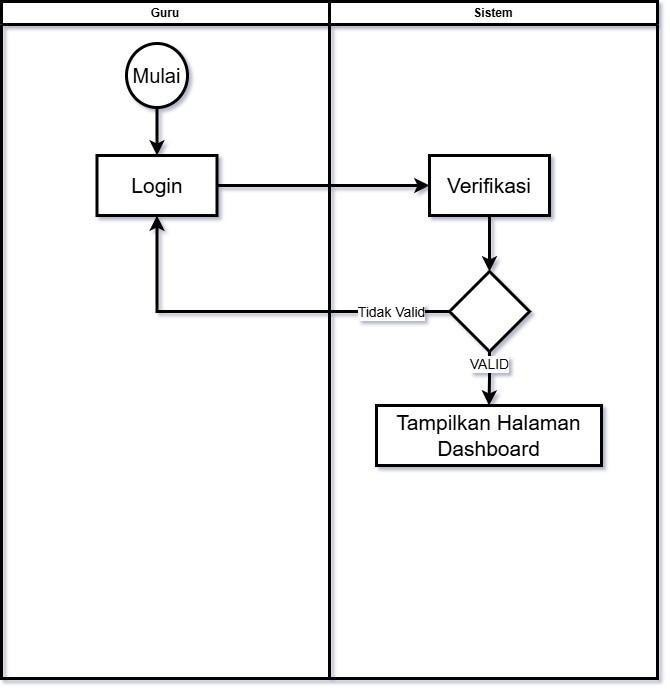 Guru
Sistem
Mulai
Login
Verifikasi
Tidak Valid
VALID
Tampilkan Halaman
Dashboard